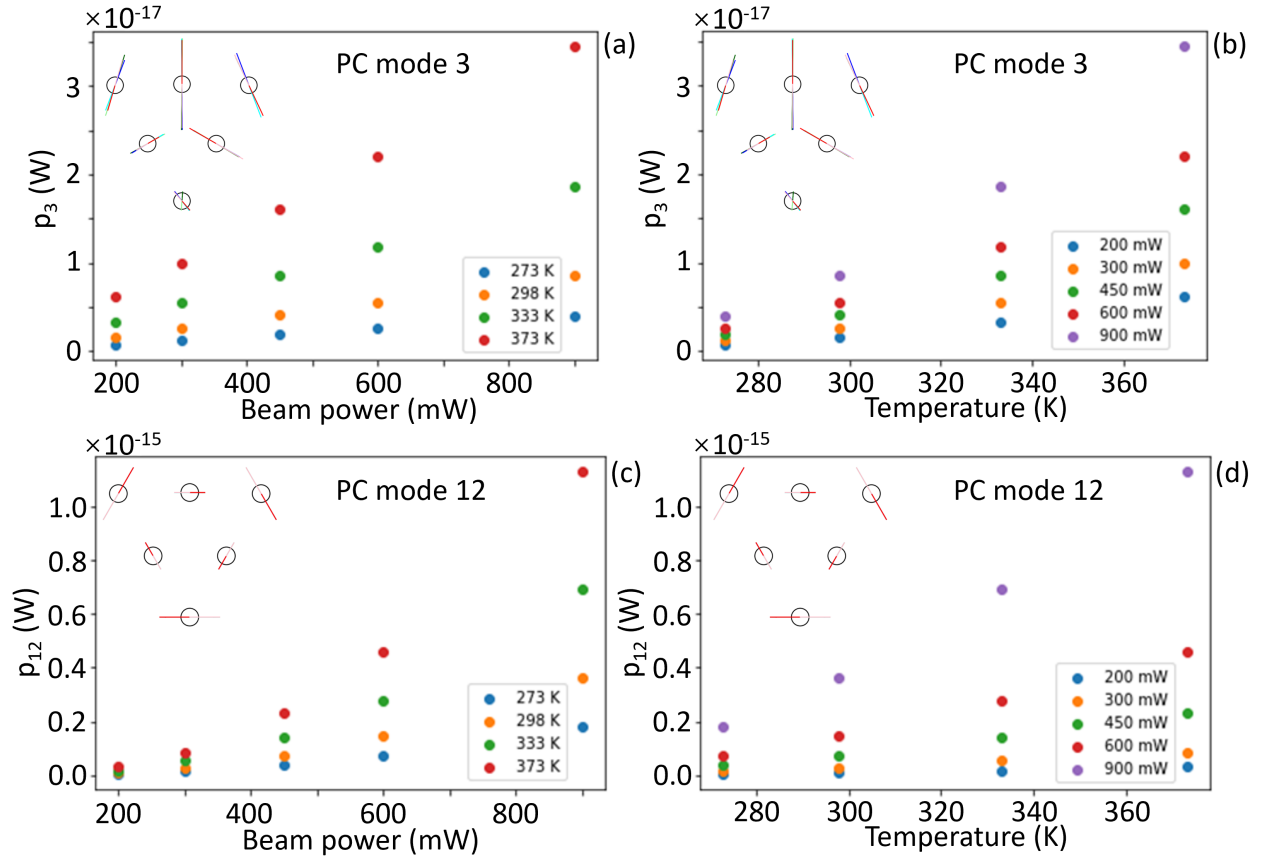 ×10⁻¹⁷
(a)
PC mode 3
3
2
1
0
p₃ (W)
273 K
298 K
333 K
373 K
200
400
600
800
Beam power (mW)
×10⁻¹⁷
(b)
PC mode 3
3
2
1
0
p₃ (W)
200 mW
300 mW
450 mW
600 mW
900 mW
280
300
320
340
360
Temperature (K)
×10⁻¹⁵
(c)
PC mode 12
1.0
0.8
0.6
0.4
0.2
0.0
p₁₂ (W)
273 K
298 K
333 K
373 K
200
400
600
800
Beam power (mW)
×10⁻¹⁵
(d)
PC mode 12
1.0
0.8
0.6
0.4
0.2
0.0
p₁₂ (W)
200 mW
300 mW
450 mW
600 mW
900 mW
280
300
320
340
360
Temperature (K)